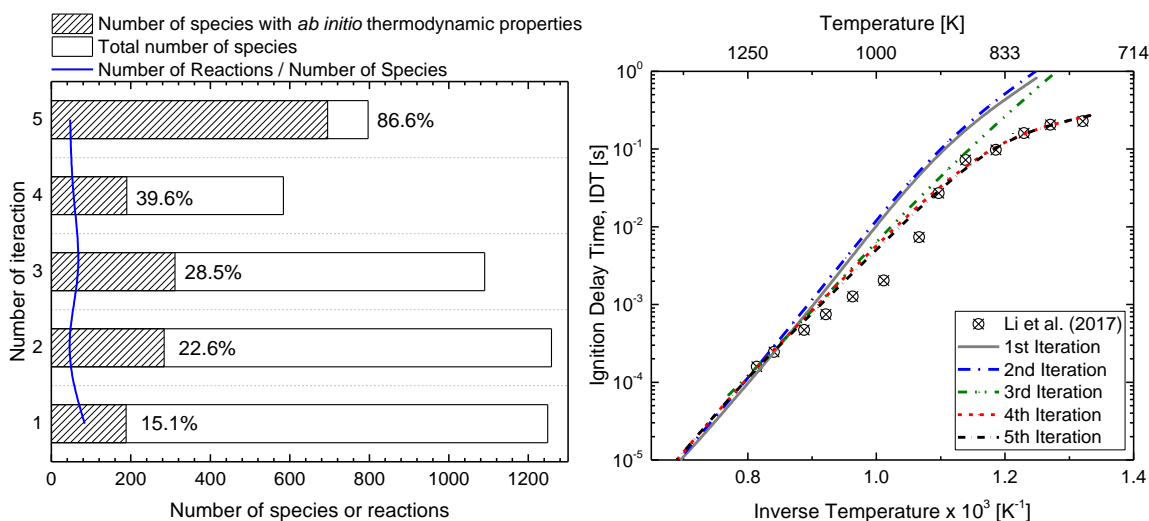 Number of species with ab initio thermodynamic properties
Total number of species
Number of Reactions / Number of Species
5
4
3
2
1
86.6%
39.6%
28.5%
22.6%
15.1%
0
200
400
600
800
1000
1200
Number of species or reactions
Number of iteraction
Temperature [K]
1250
1000
833
714
10⁰
10⁻¹
10⁻²
10⁻³
10⁻⁴
10⁻⁵
Ignition Delay Time, IDT [s]
Li et al. (2017)
1st Iteration
2nd Iteration
3rd Iteration
4th Iteration
5th Iteration
0.8
1.0
1.2
1.4
Inverse Temperature x 10³ [K⁻¹]